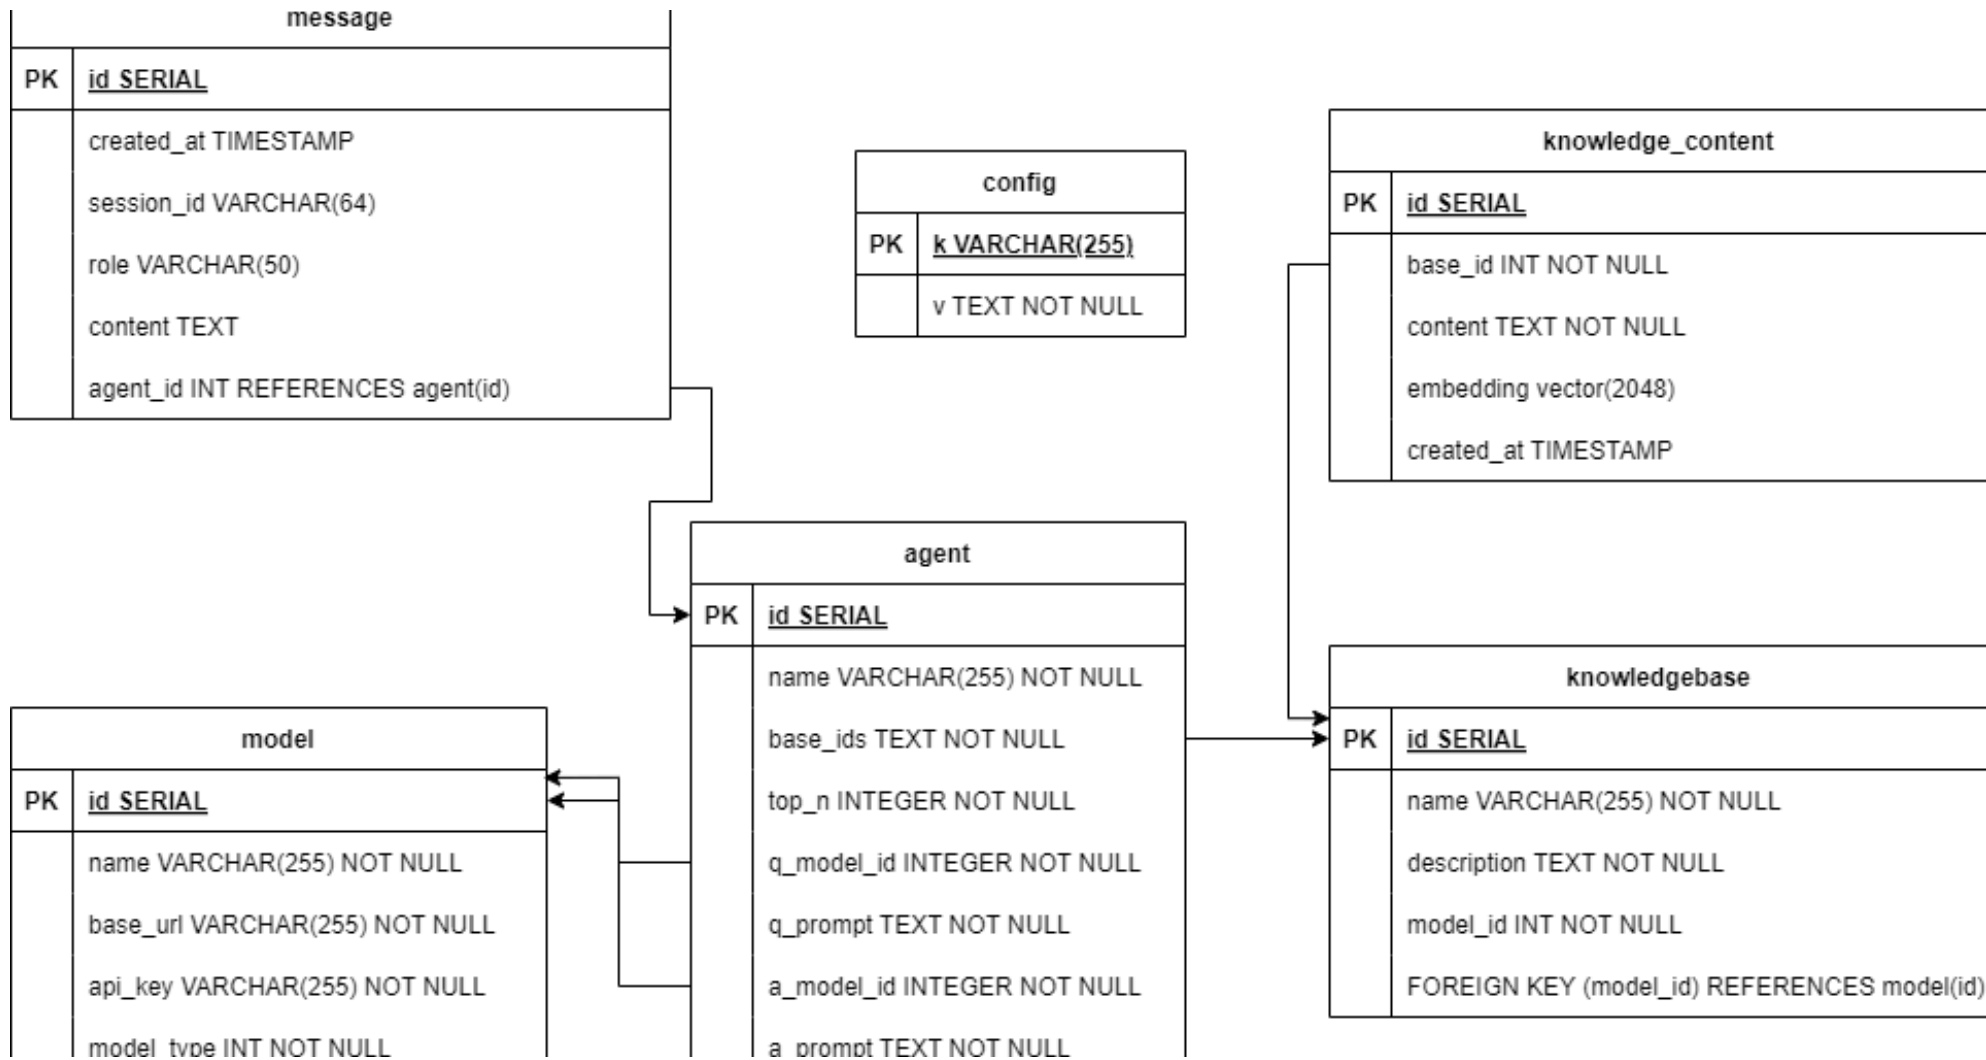 message
PK id SERIAL
created_at TIMESTAMP
session_id VARCHAR(64)
role VARCHAR(50)
content TEXT
agent_id INT REFERENCES agent(id)
config
PK k VARCHAR(255)
v TEXT NOT NULL
knowledge_content
PK id SERIAL
base_id INT NOT NULL
content TEXT NOT NULL
embedding vector(2048)
created_at TIMESTAMP
agent
PK id SERIAL
name VARCHAR(255) NOT NULL
base_ids TEXT NOT NULL
top_n INTEGER NOT NULL
q_model_id INTEGER NOT NULL
q_prompt TEXT NOT NULL
a_model_id INTEGER NOT NULL
a_prompt TEXT NOT NULL
model
PK id SERIAL
name VARCHAR(255) NOT NULL
base_url VARCHAR(255) NOT NULL
api_key VARCHAR(255) NOT NULL
model_type INT NOT NULL
knowledgebase
PK id SERIAL
name VARCHAR(255) NOT NULL
description TEXT NOT NULL
model_id INT NOT NULL
FOREIGN KEY (model_id) REFERENCES model(id)